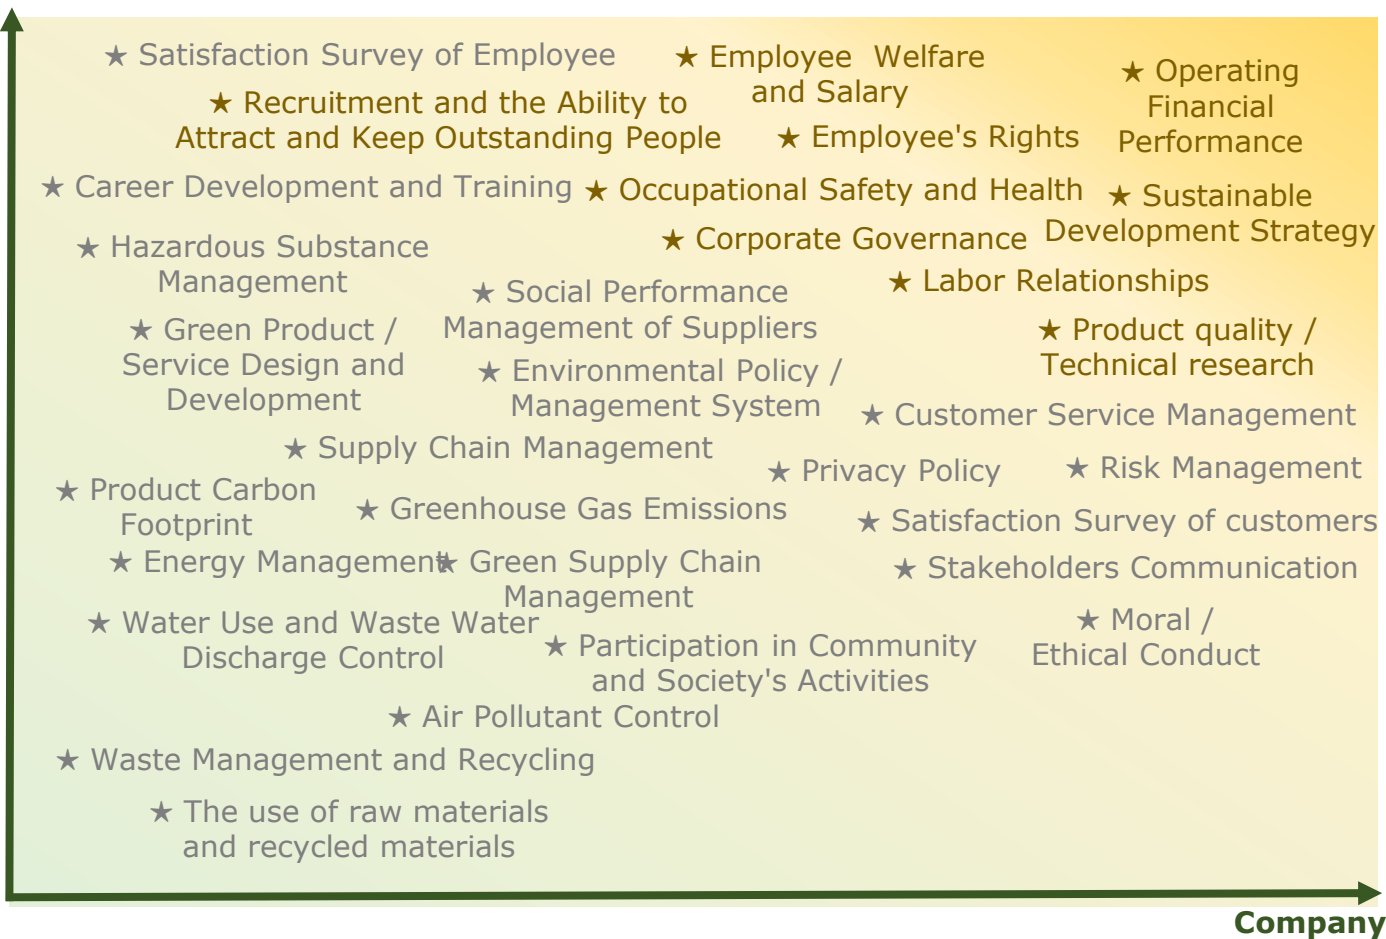 ★ Satisfaction Survey of Employee
★ Employee  Welfare
and Salary
★ Operating
Financial
Performance
★ Recruitment and the Ability to
Attract and Keep Outstanding People
★ Employee's Rights
★ Career Development and Training
★ Occupational Safety and Health
★ Sustainable
Development Strategy
★ Hazardous Substance
Management
★ Corporate Governance
★ Labor Relationships
★ Social Performance
Management of Suppliers
★ Green Product /
Service Design and
Development
★ Product quality /
Technical research
★ Environmental Policy /
Management System
★ Customer Service Management
★ Supply Chain Management
★ Privacy Policy
★ Risk Management
★ Product Carbon
Footprint
★ Greenhouse Gas Emissions
★ Satisfaction Survey of customers
★ Energy Management
★ Green Supply Chain
Management
★ Stakeholders Communication
★ Water Use and Waste Water
Discharge Control
★ Participation in Community
and Society's Activities
★ Moral /
Ethical Conduct
★ Air Pollutant Control
★ Waste Management and Recycling
★ The use of raw materials
and recycled materials
Company